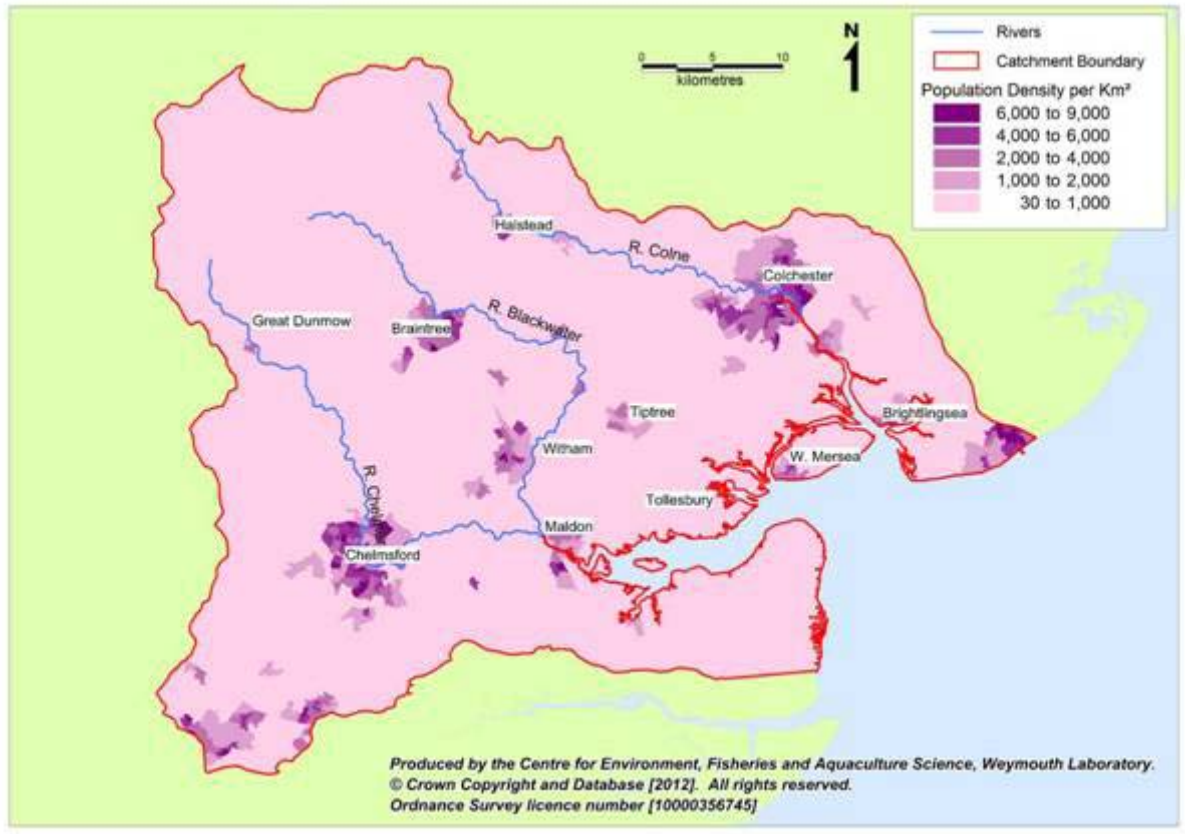 N
0 5 10
kilometres
Rivers
Catchment Boundary
Population Density per Km²
6,000 to 9,000
4,000 to 6,000
2,000 to 4,000
1,000 to 2,000
30 to 1,000
Halstead
R. Colne
Colchester
Great Dunmow
Braintree
R. Blackwater
Tiptree
Brightlingsea
Witham
W. Mersea
R. Chelmer
Tollesbury
Maldon
Chelmsford
Produced by the Centre for Environment, Fisheries and Aquaculture Science, Weymouth Laboratory.
© Crown Copyright and Database [2012]. All rights reserved.
Ordnance Survey licence number [10000356745]